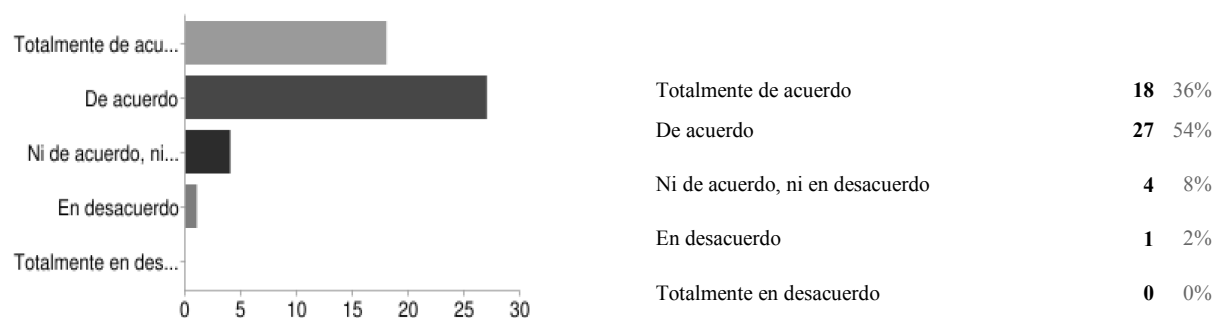 Totalmente de acu...
De acuerdo
Ni de acuerdo, ni...
En desacuerdo
Totalmente en des...
0 5 10 15 20 25 30
Totalmente de acuerdo 18 36%
De acuerdo 27 54%
Ni de acuerdo, ni en desacuerdo 4 8%
En desacuerdo 1 2%
Totalmente en desacuerdo 0 0%